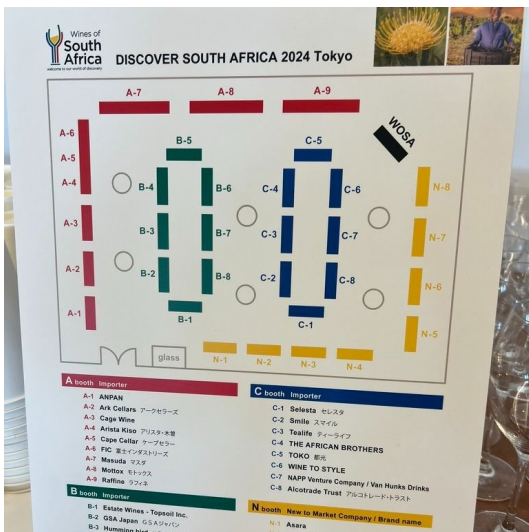 Wines of
South
Africa
welcome to our world of discovery
DISCOVER SOUTH AFRICA 2024 Tokyo
A-7
A-8
A-9
WOSA
A-6
A-5
A-4
A-3
A-2
A-1
B-5
B-4
B-6
B-3
B-7
B-2
B-8
B-1
C-5
C-4
C-6
C-3
C-7
C-2
C-8
C-1
N-8
N-7
N-6
N-5
glass
N-1
N-2
N-3
N-4
A booth Importer
A-1 ANPAN
A-2 Ark Cellars アークセラーズ
A-3 Cage Wine
A-4 Arista Kiso アリスタ・木曽
A-5 Cape Cellar ケープセラー
A-6 FIC 富士インダストリーズ
A-7 Masuda マスダ
A-8 Mottox モトックス
A-9 Raffine ラフィネ
B booth Importer
B-1 Estate Wines - Topsoil Inc.
B-2 GSA Japan GSAジャパン
B-3 Humming
C booth Importer
C-1 Selesta セレスタ
C-2 Smile スマイル
C-3 Tealife ティーライフ
C-4 THE AFRICAN BROTHERS
C-5 TOKO 都光
C-6 WINE TO STYLE
C-7 NAPP Venture Company / Van Hunks Drinks
C-8 Alcotrade Trust アルコトレード・トラスト
N booth New to Market Company / Brand name
N-1 Asara